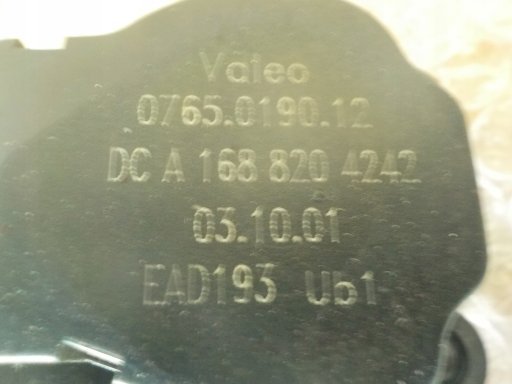 Valeo
0765.0190.12
DC A 168 820 4242
03.10.01
EAD193 Ub1